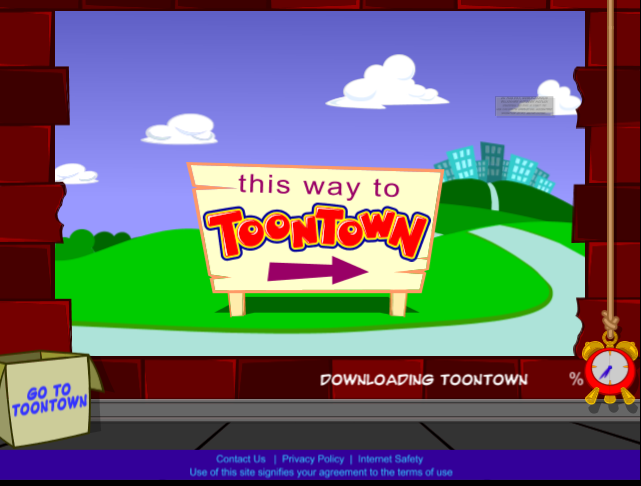 this way to
TOONTOWN
DOWNLOADING TOONTOWN %
GO TO
TOONTOWN
Contact Us | Privacy Policy | Internet Safety
Use of this site signifies your agreement to the terms of use